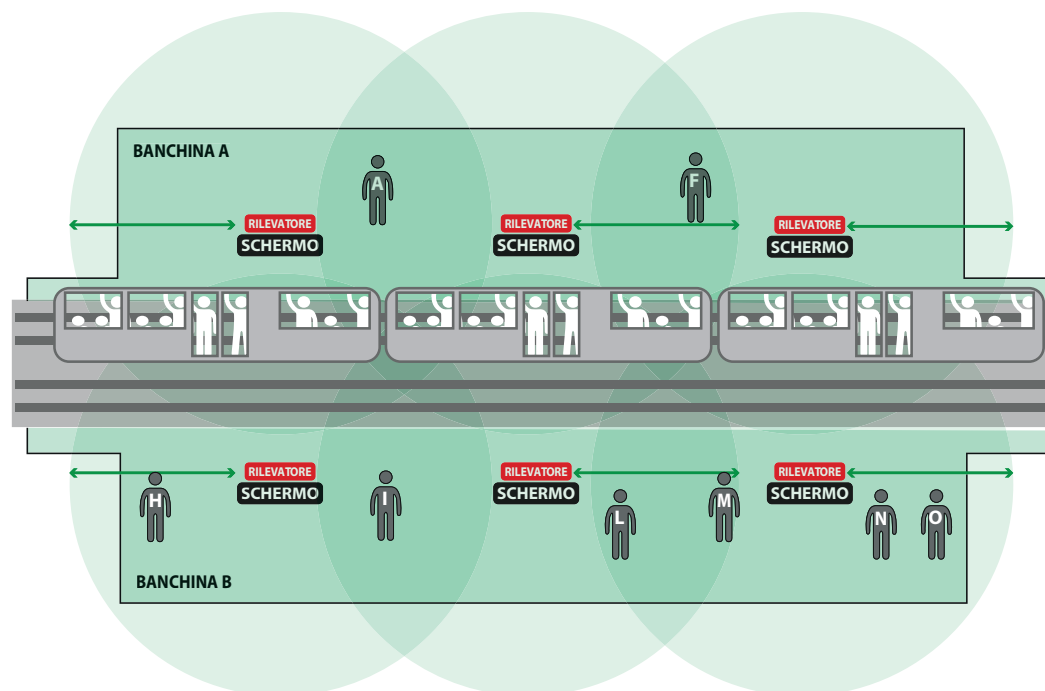 BANCHINA A
A
F
RILEVATORE
SCHERMO
RILEVATORE
SCHERMO
RILEVATORE
SCHERMO
RILEVATORE
SCHERMO
RILEVATORE
SCHERMO
RILEVATORE
SCHERMO
H
I
L
M
N
O
BANCHINA B